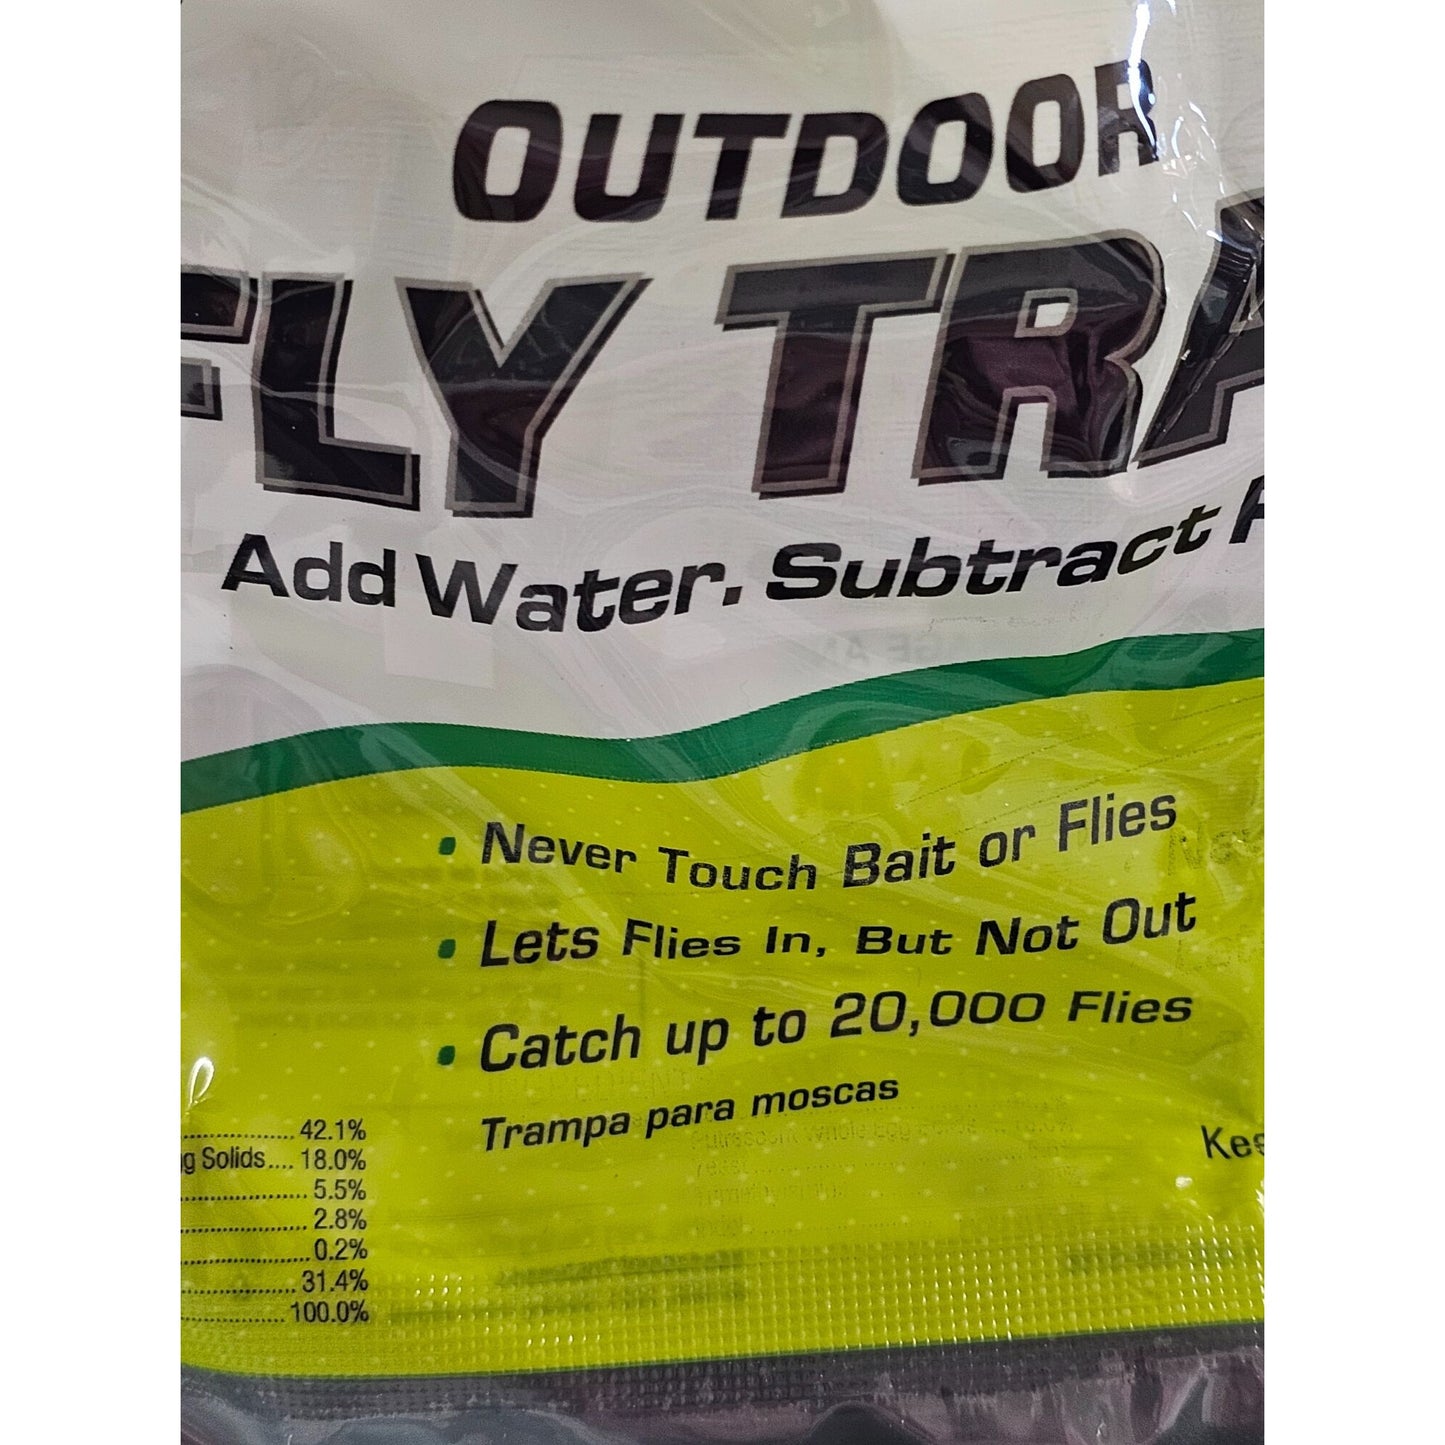 OUTDOOR
FLY TRA
Add Water. Subtract F
• Never Touch Bait or Flies
• Lets Flies In, But Not Out
• Catch up to 20,000 Flies
Trampa para moscas
42.1%
g Solids.... 18.0%
5.5%
2.8%
0.2%
31.4%
100.0%
Kee